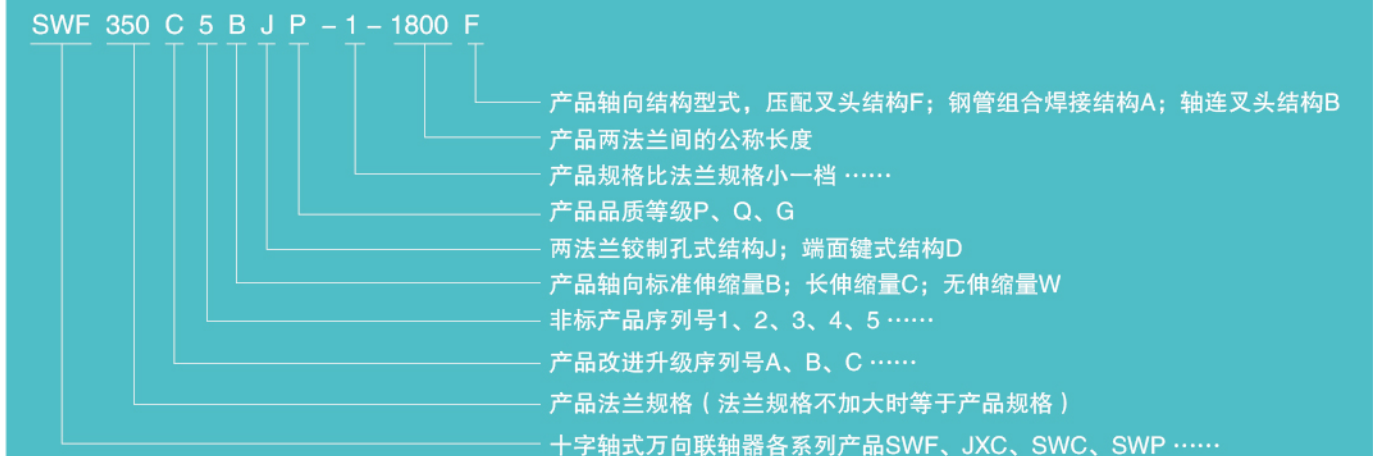 SWF 350 C 5 B J P – 1 – 1800 F
产品轴向结构型式，压配叉头结构F；钢管组合焊接结构A；轴连叉头结构B
产品两法兰间的公称长度
产品规格比法兰规格小一档 ……
产品品质等级P、Q、G
两法兰铰制孔式结构J；端面键式结构D
产品轴向标准伸缩量B；长伸缩量C；无伸缩量W
非标产品序列号1、2、3、4、5 ……
产品改进升级序列号A、B、C ……
产品法兰规格（法兰规格不加大时等于产品规格）
十字轴式万向联轴器各系列产品SWF、JXC、SWC、SWP ……